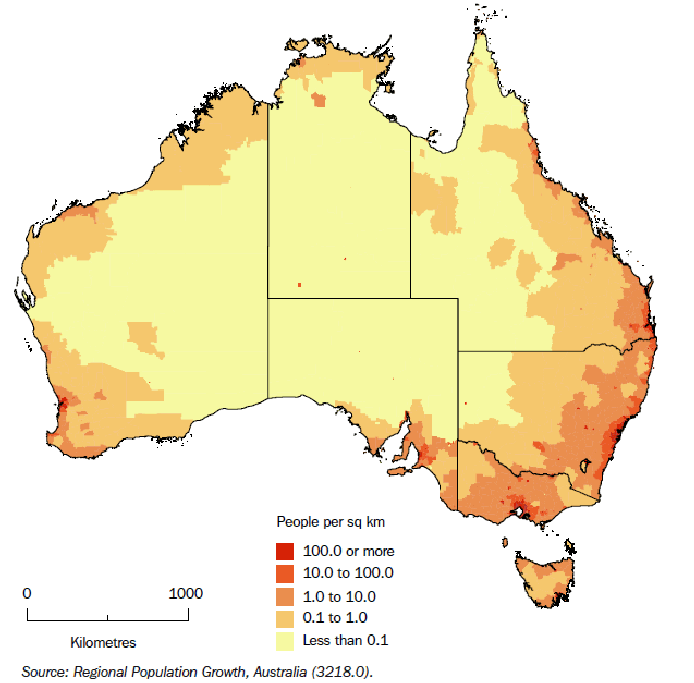 People per sq km
100.0 or more
10.0 to 100.0
1.0 to 10.0
0.1 to 1.0
Less than 0.1
0 1000
Kilometres
Source: Regional Population Growth, Australia (3218.0).